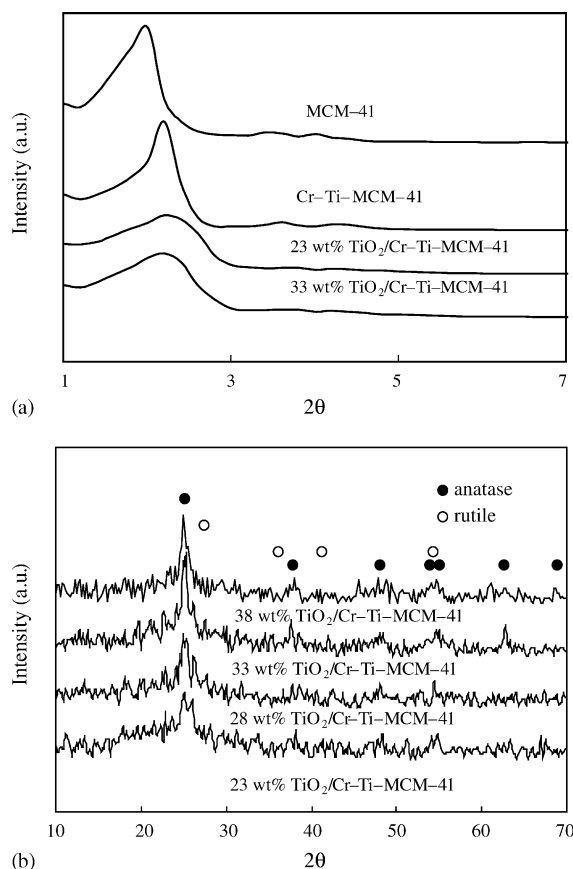 Intensity (a.u.)
MCM–41
Cr–Ti–MCM–41
23 wt% TiO₂/Cr–Ti–MCM–41
33 wt% TiO₂/Cr–Ti–MCM–41
1 3 5 7
(a) 2θ
Intensity (a.u.)
● anatase
○ rutile
38 wt% TiO₂/Cr–Ti–MCM–41
33 wt% TiO₂/Cr–Ti–MCM–41
28 wt% TiO₂/Cr–Ti–MCM–41
23 wt% TiO₂/Cr–Ti–MCM–41
10 20 30 40 50 60 70
(b) 2θ